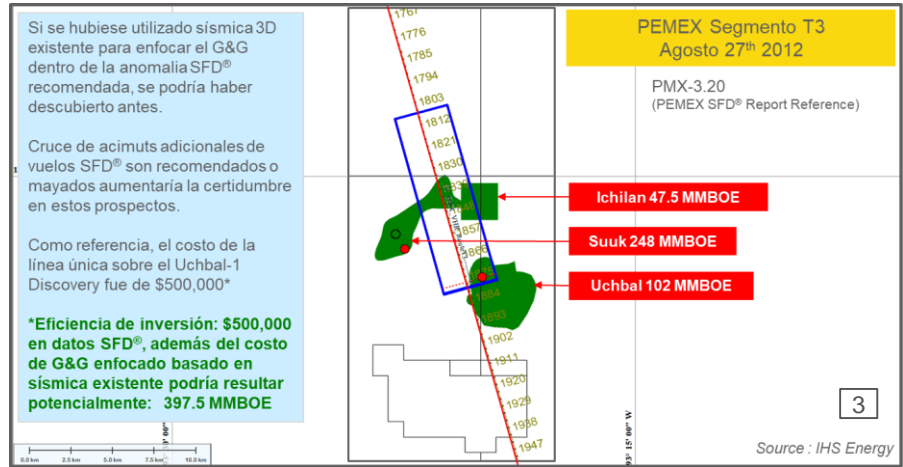 Si se hubiese utilizado sísmica 3D
existente para enfocar el G&G
dentro de la anomalia SFD®
recomendada, se podría haber
descubierto antes.
Cruce de acimuts adicionales de
vuelos SFD® son recomendados o
mayados aumentaría la certidumbre
en estos prospectos.
Como referencia, el costo de la
línea única sobre el Uchbal-1
Discovery fue de $500,000*
*Eficiencia de inversión: $500,000
en datos SFD®, además del costo
de G&G enfocado basado en
sísmica existente podría resultar
potencialmente: 397.5 MMBOE
0.0 km
2.5 km
5.0 km
7.5 km
10.0 km
1767
1776
1785
1794
1803
1812
1821
1830
1839
1848
1857
1866
1884
1893
1902
1911
1920
1929
1938
1947
93° 15' 00" W
PEMEX Segmento T3
Agosto 27th 2012
PMX-3.20
(PEMEX SFD® Report Reference)
Ichilan 47.5 MMBOE
Suuk 248 MMBOE
Uchbal 102 MMBOE
3
Source : IHS Energy